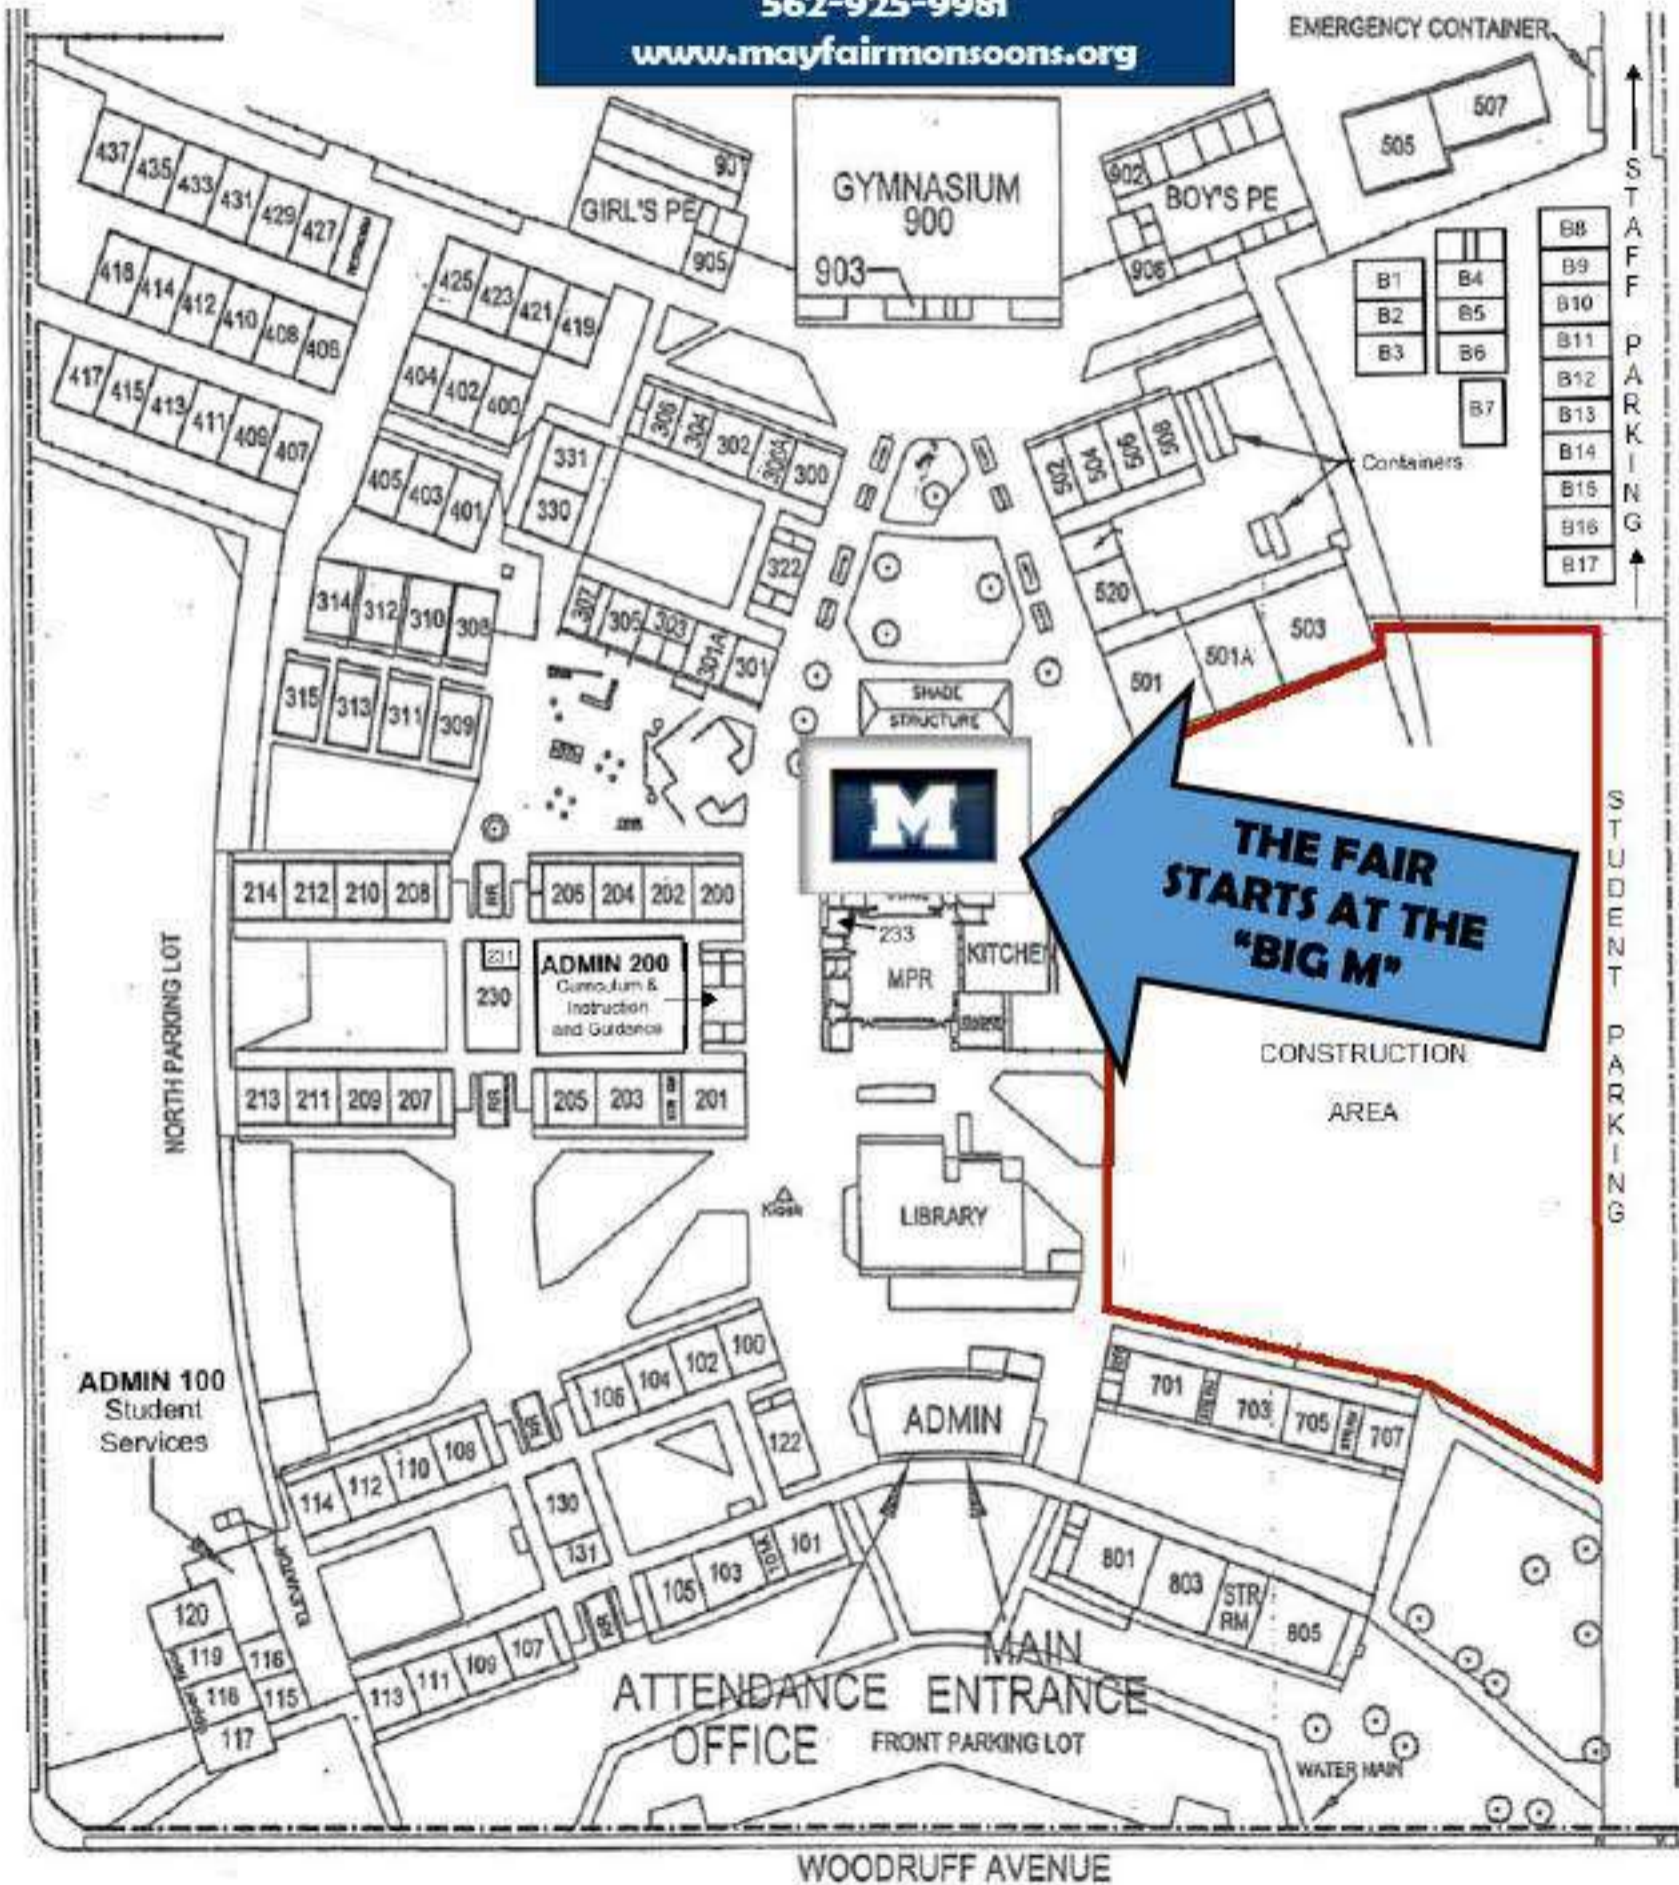 562-925-9981
www.mayfairmonsoons.org
EMERGENCY CONTAINER
507
505
STAFF PARKING
437
435
433
431
429
427
GIRL'S PE
905
GYMNASIUM
900
903
902
BOY'S PE
906
B8
B9
B10
B11
B12
B13
B14
B15
B16
B17
B1
B2
B3
B4
B5
B6
B7
418
414
412
410
408
406
425
423
421
419
417
415
413
411
409
407
404
402
400
405
403
401
331
330
306
304
302
300A
300
322
307
305
303
301A
301
502
504
506
508
Containers
520
501
501A
503
314
312
310
308
315
313
311
309
SHADE
STRUCTURE
M
THE FAIR
STARTS AT THE
"BIG M"
STUDENT PARKING
CONSTRUCTION
AREA
214
212
210
208
RR
206
204
202
200
NORTH PARKING LOT
231
230
ADMIN 200
Curriculum &
Instruction
and Guidance
233
MPR
KITCHEN
213
211
209
207
RR
205
203
201
Kiosk
LIBRARY
ADMIN 100
Student
Services
106
104
102
100
RR
114
112
110
108
122
130
131
ADMIN
701
703
705
707
ELEVATOR
120
119
118
117
116
115
113
111
109
107
RR
105
103
101
801
803
STR
RM
805
MAIN
ENTRANCE
ATTENDANCE
OFFICE
FRONT PARKING LOT
WATER MAIN
WOODRUFF AVENUE